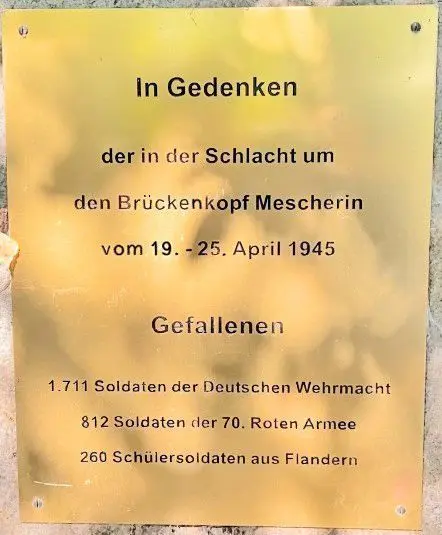 In Gedenken
der in der Schlacht um
den Brückenkopf Mescherin
vom 19. - 25. April 1945
Gefallenen
1.711 Soldaten der Deutschen Wehrmacht
812 Soldaten der 70. Roten Armee
260 Schülersoldaten aus Flandern